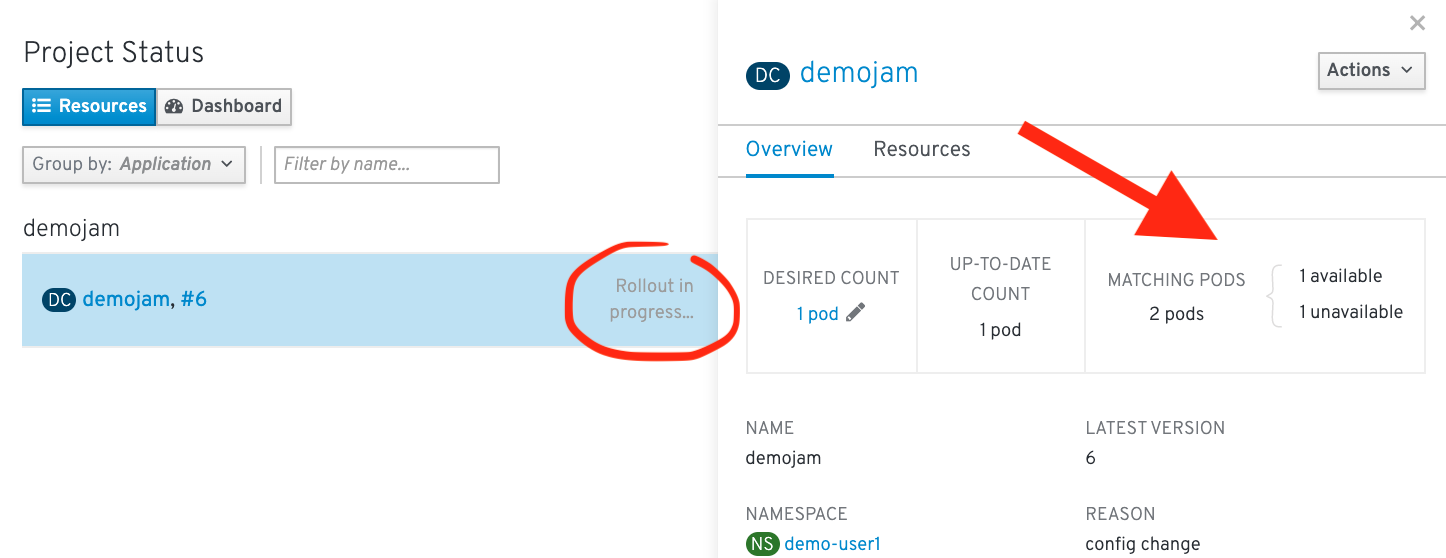 Project Status
Resources
Dashboard
Group by: Application
Filter by name...
demojam
DC demojam, #6
Rollout in
progress...
×
DC demojam
Actions
Overview
Resources
DESIRED COUNT
1 pod
UP-TO-DATE
COUNT
1 pod
MATCHING PODS
2 pods
1 available
1 unavailable
NAME
demojam
LATEST VERSION
6
NAMESPACE
NS demo-user1
REASON
config change